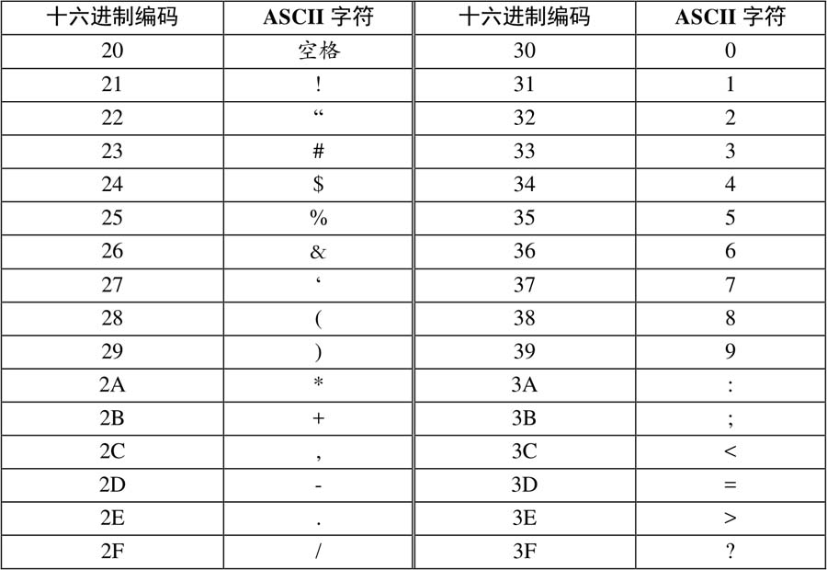 十六进制编码 ASCII 字符 十六进制编码 ASCII 字符
20 空格 30 0
21 ! 31 1
22 “ 32 2
23 # 33 3
24 $ 34 4
25 % 35 5
26 & 36 6
27 ‘ 37 7
28 ( 38 8
29 ) 39 9
2A * 3A :
2B + 3B ;
2C , 3C <
2D - 3D =
2E . 3E >
2F / 3F ?